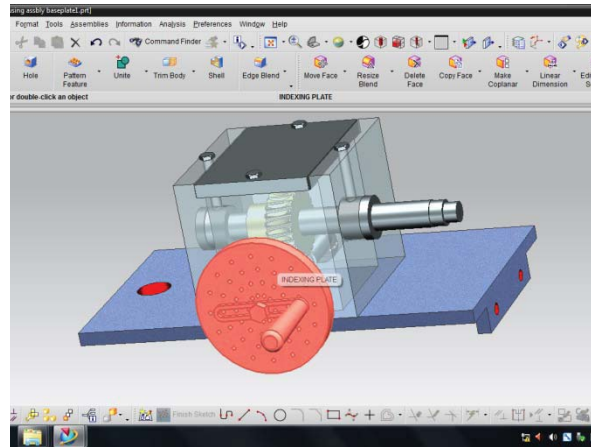 using assbly baseplate1.prt]
Format Tools Assemblies Information Analysis Preferences Window Help
Command Finder
Hole Pattern Feature Unite Trim Body Shell Edge Blend Move Face Resize Blend Delete Face Copy Face Make Coplanar Linear Dimension
or double-click an object INDEXING PLATE
INDEXING PLATE
Finish Sketch